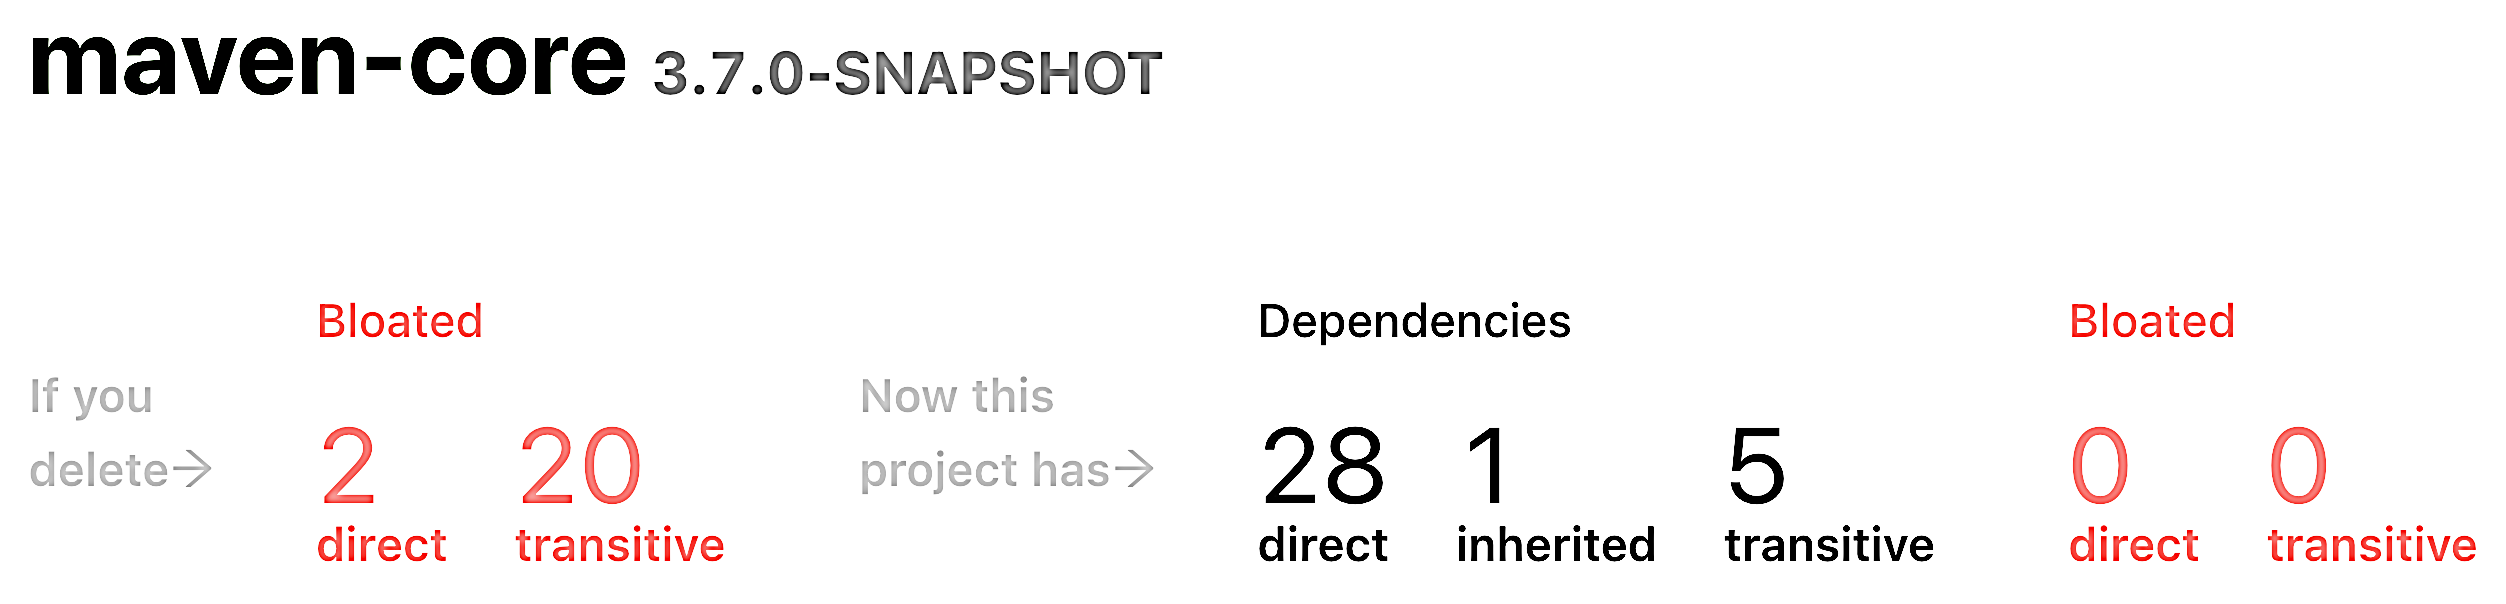 maven-core 3.7.0-SNAPSHOT
Bloated Dependencies Bloated
If you Now this
delete→ 2 20 project has→ 28 1 5 0 0
direct transitive direct inherited transitive direct transitive